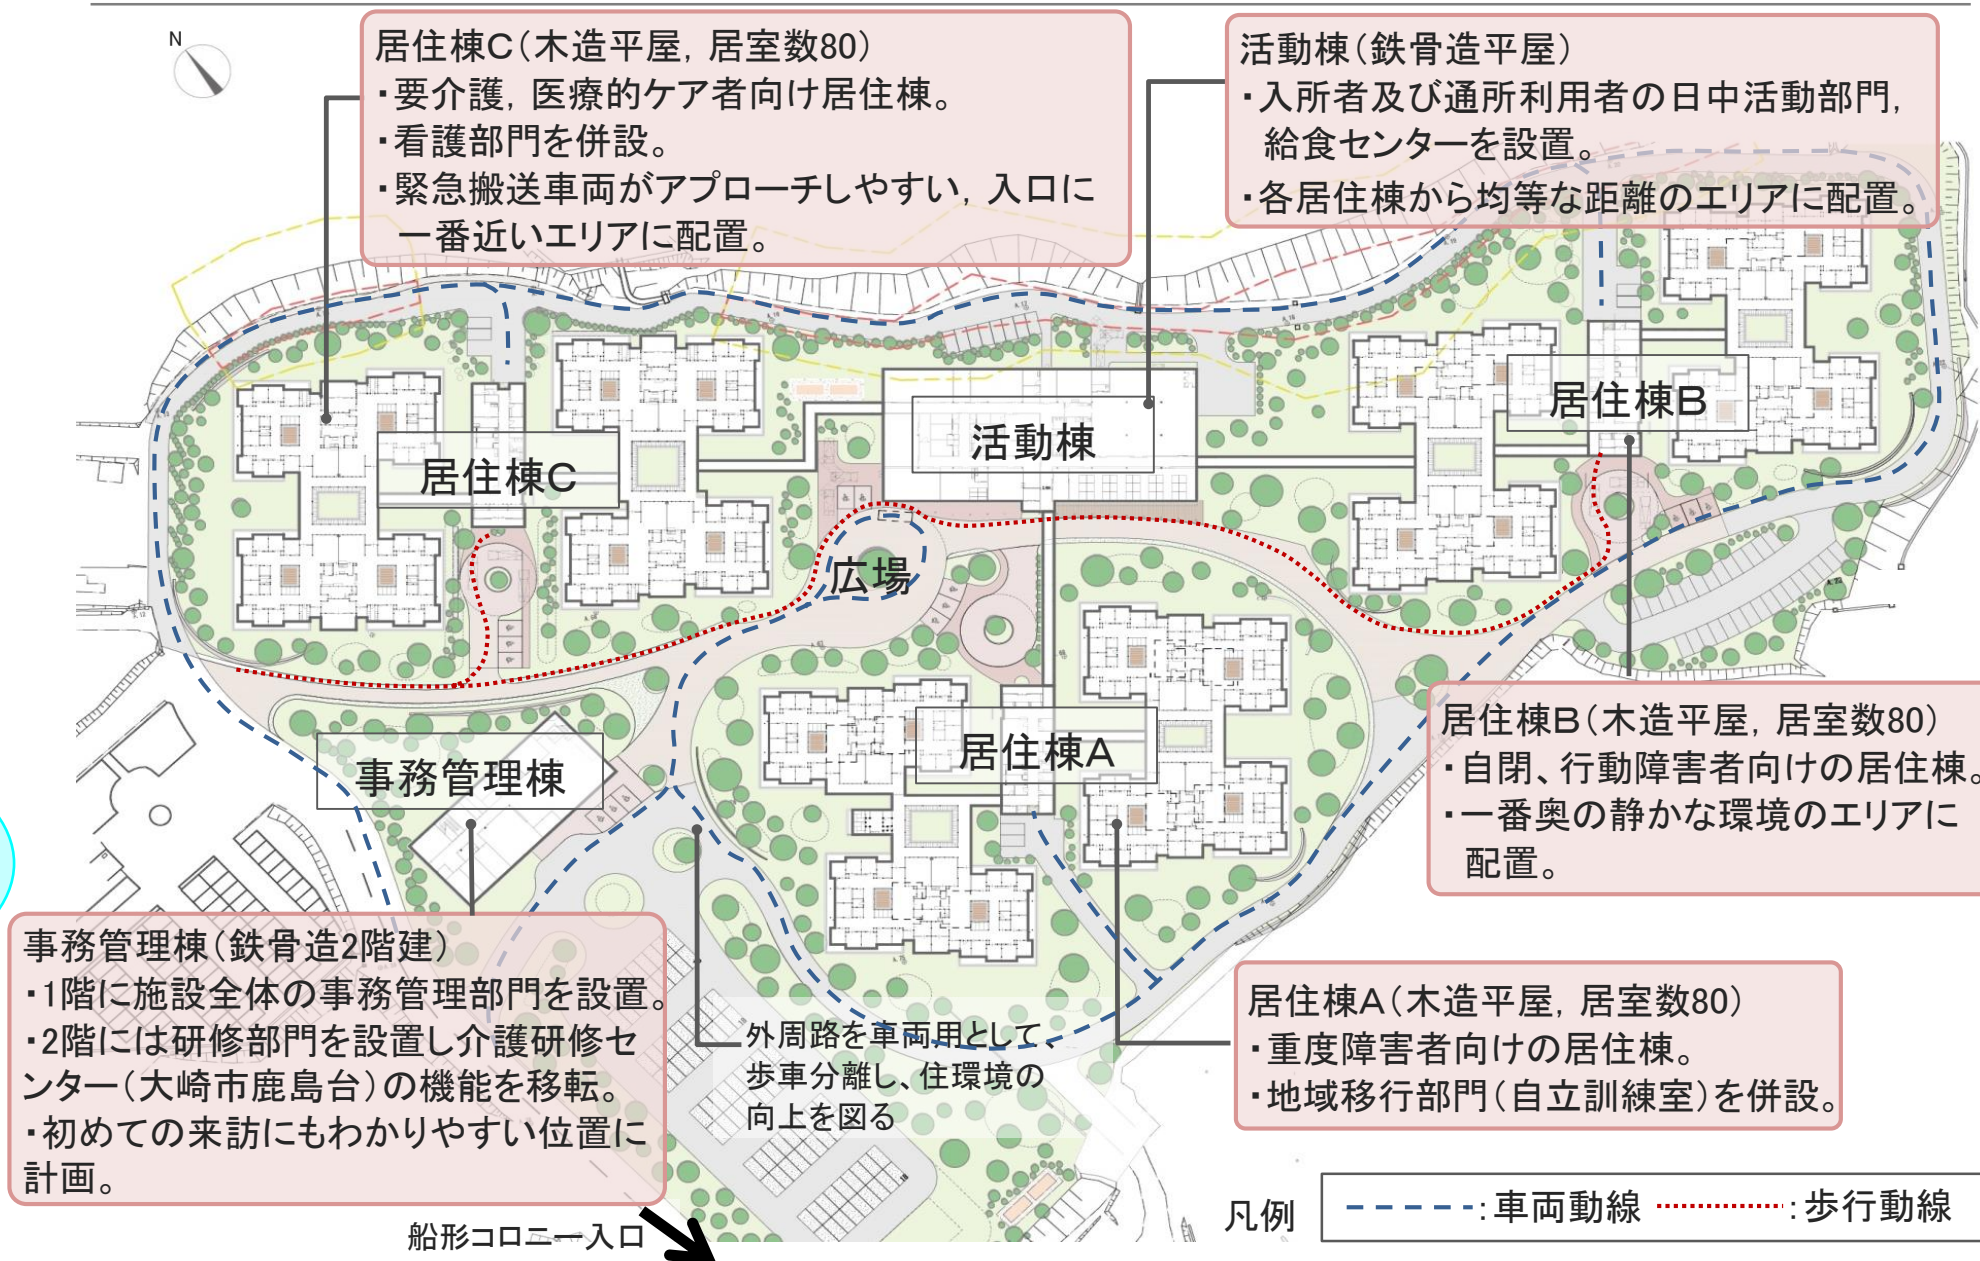 N
居住棟C（木造平屋，居室数80）
・要介護，医療的ケア者向け居住棟。
・看護部門を併設。
・緊急搬送車両がアプローチしやすい，入口に
一番近いエリアに配置。
活動棟（鉄骨造平屋）
・入所者及び通所利用者の日中活動部門，
給食センターを設置。
・各居住棟から均等な距離のエリアに配置。
居住棟B
活動棟
居住棟C
広場
居住棟A
事務管理棟
居住棟B（木造平屋，居室数80）
・自閉、行動障害者向けの居住棟。
・一番奥の静かな環境のエリアに
配置。
事務管理棟（鉄骨造2階建）
・1階に施設全体の事務管理部門を設置。
・2階には研修部門を設置し介護研修セ
ンター（大崎市鹿島台）の機能を移転。
・初めての来訪にもわかりやすい位置に
計画。
外周路を車両用として、
歩車分離し、住環境の
向上を図る
居住棟A（木造平屋，居室数80）
・重度障害者向けの居住棟。
・地域移行部門（自立訓練室）を併設。
船形コロニー入口
凡例
：車両動線
：歩行動線